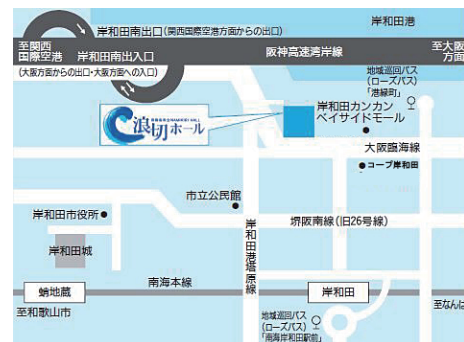 岸和田南出口(関西国際空港方面からの出口)
岸和田港
至関西
国際空港
岸和田南出入口
阪神高速湾岸線
至大阪
方面
(大阪方面からの出口・大阪方面への入口)
地域巡回バス
(ローズバス)
「港緑町」
浪切ホール
岸和田カンカン
ベイサイドモール
大阪臨海線
コープ岸和田
市立公民館
岸和田市役所
堺阪南線(旧26号線)
岸和田城
岸和田港塔原線
南海本線
蛸地蔵
岸和田
至和歌山市
至なんば
地域巡回バス
(ローズバス)
「南海岸和田駅前」